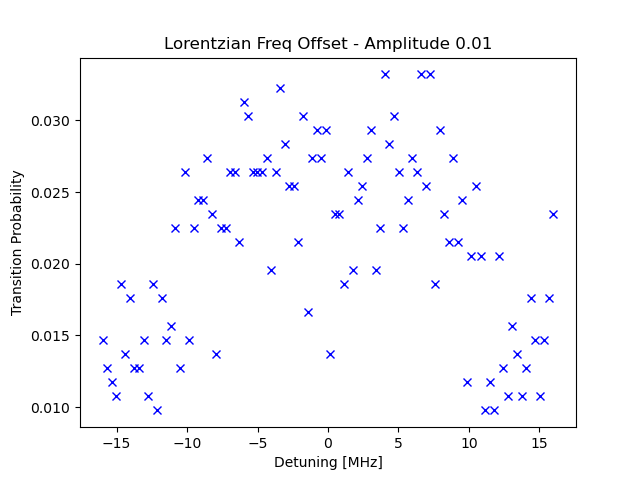 Lorentzian Freq Offset - Amplitude 0.01
Transition Probability
0.030
0.025
0.020
0.015
0.010
−15 −10 −5 0 5 10 15
Detuning [MHz]